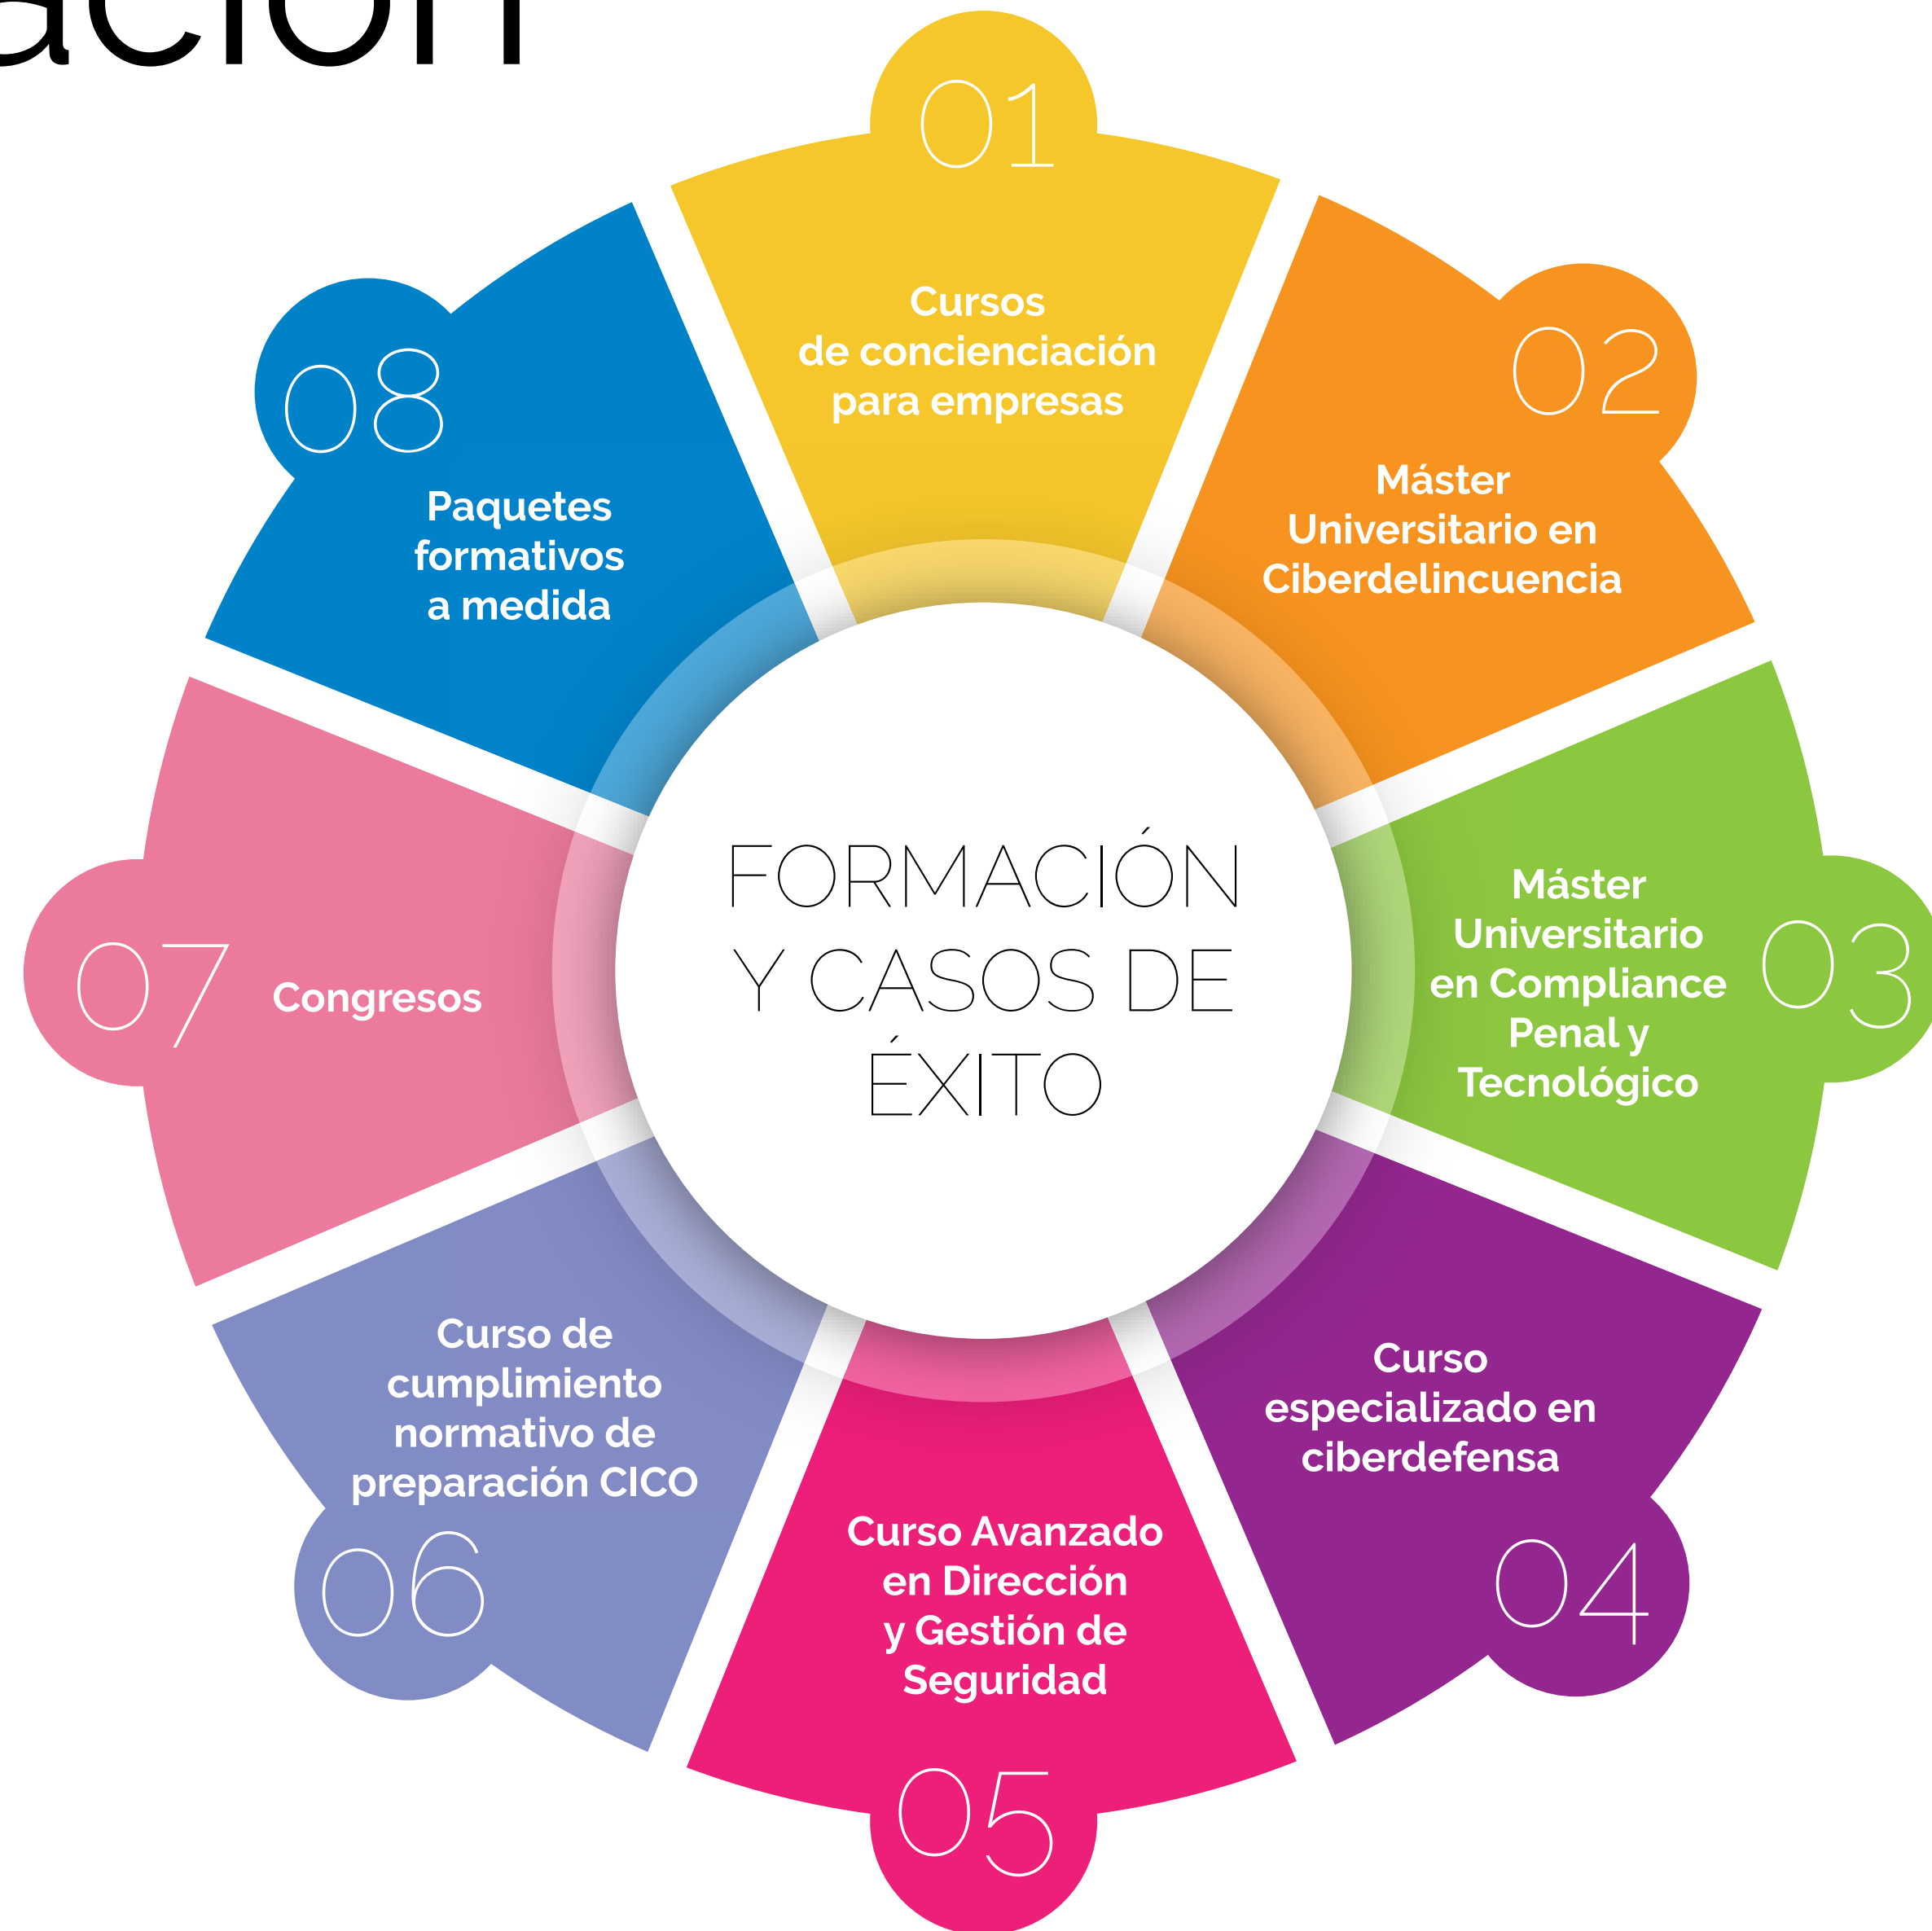 01
Cursos
de concienciación
para empresas
02
Máster
Universitario en
Ciberdelincuencia
03
Máster
Universitario
en Compliance
Penal y
Tecnológico
04
Curso
especializado en
ciberdefensa
05
Curso Avanzado
en Dirección
y Gestión de
Seguridad
06
Curso de
cumplimiento
normativo de
preparación CICO
07
Congresos
08
Paquetes
formativos
a medida
FORMACIÓN
Y CASOS DE
ÉXITO